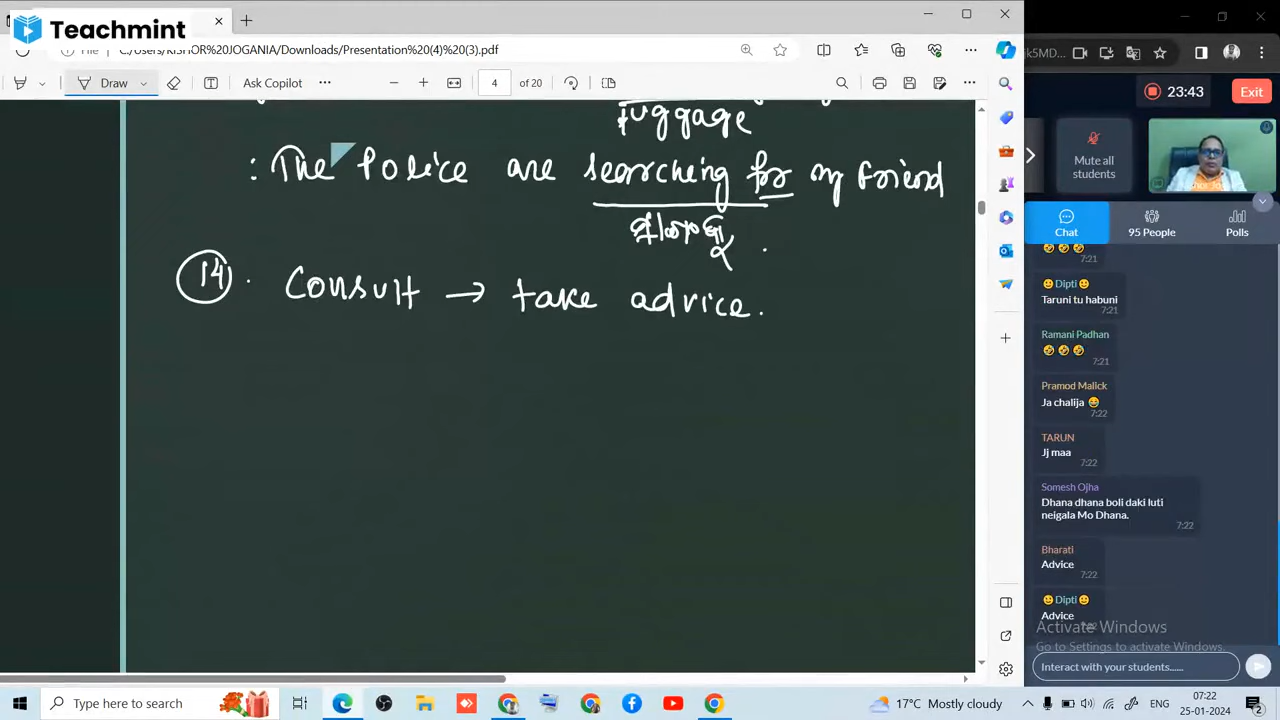 Teachmint
File C:/Users/KISHOR%20JOGANIA/Downloads/Presentation%20(4)%20(3).pdf
Draw Ask Copilot 4 of 20
23:43 Exit
Mute all students
Chat 95 People Polls
luggage
: The Police are searching for my friend
14. Consult → take advice.
7:21
Dipti
Taruni tu habuni
7:21
Ramani Padhan
🤣 🤣 🤣
7:21
Pramod Malick
Ja chalija 😂
7:22
TARUN
Jj maa
7:22
Somesh Ojha
Dhana dhana boli daki luti
neigala Mo Dhana.
7:22
Bharati
Advice
7:22
Dipti
Advice
Activate Windows
Go to Settings to activate Windows.
Interact with your students......
Type here to search
17°C Mostly cloudy
07:22
25-01-2024
2